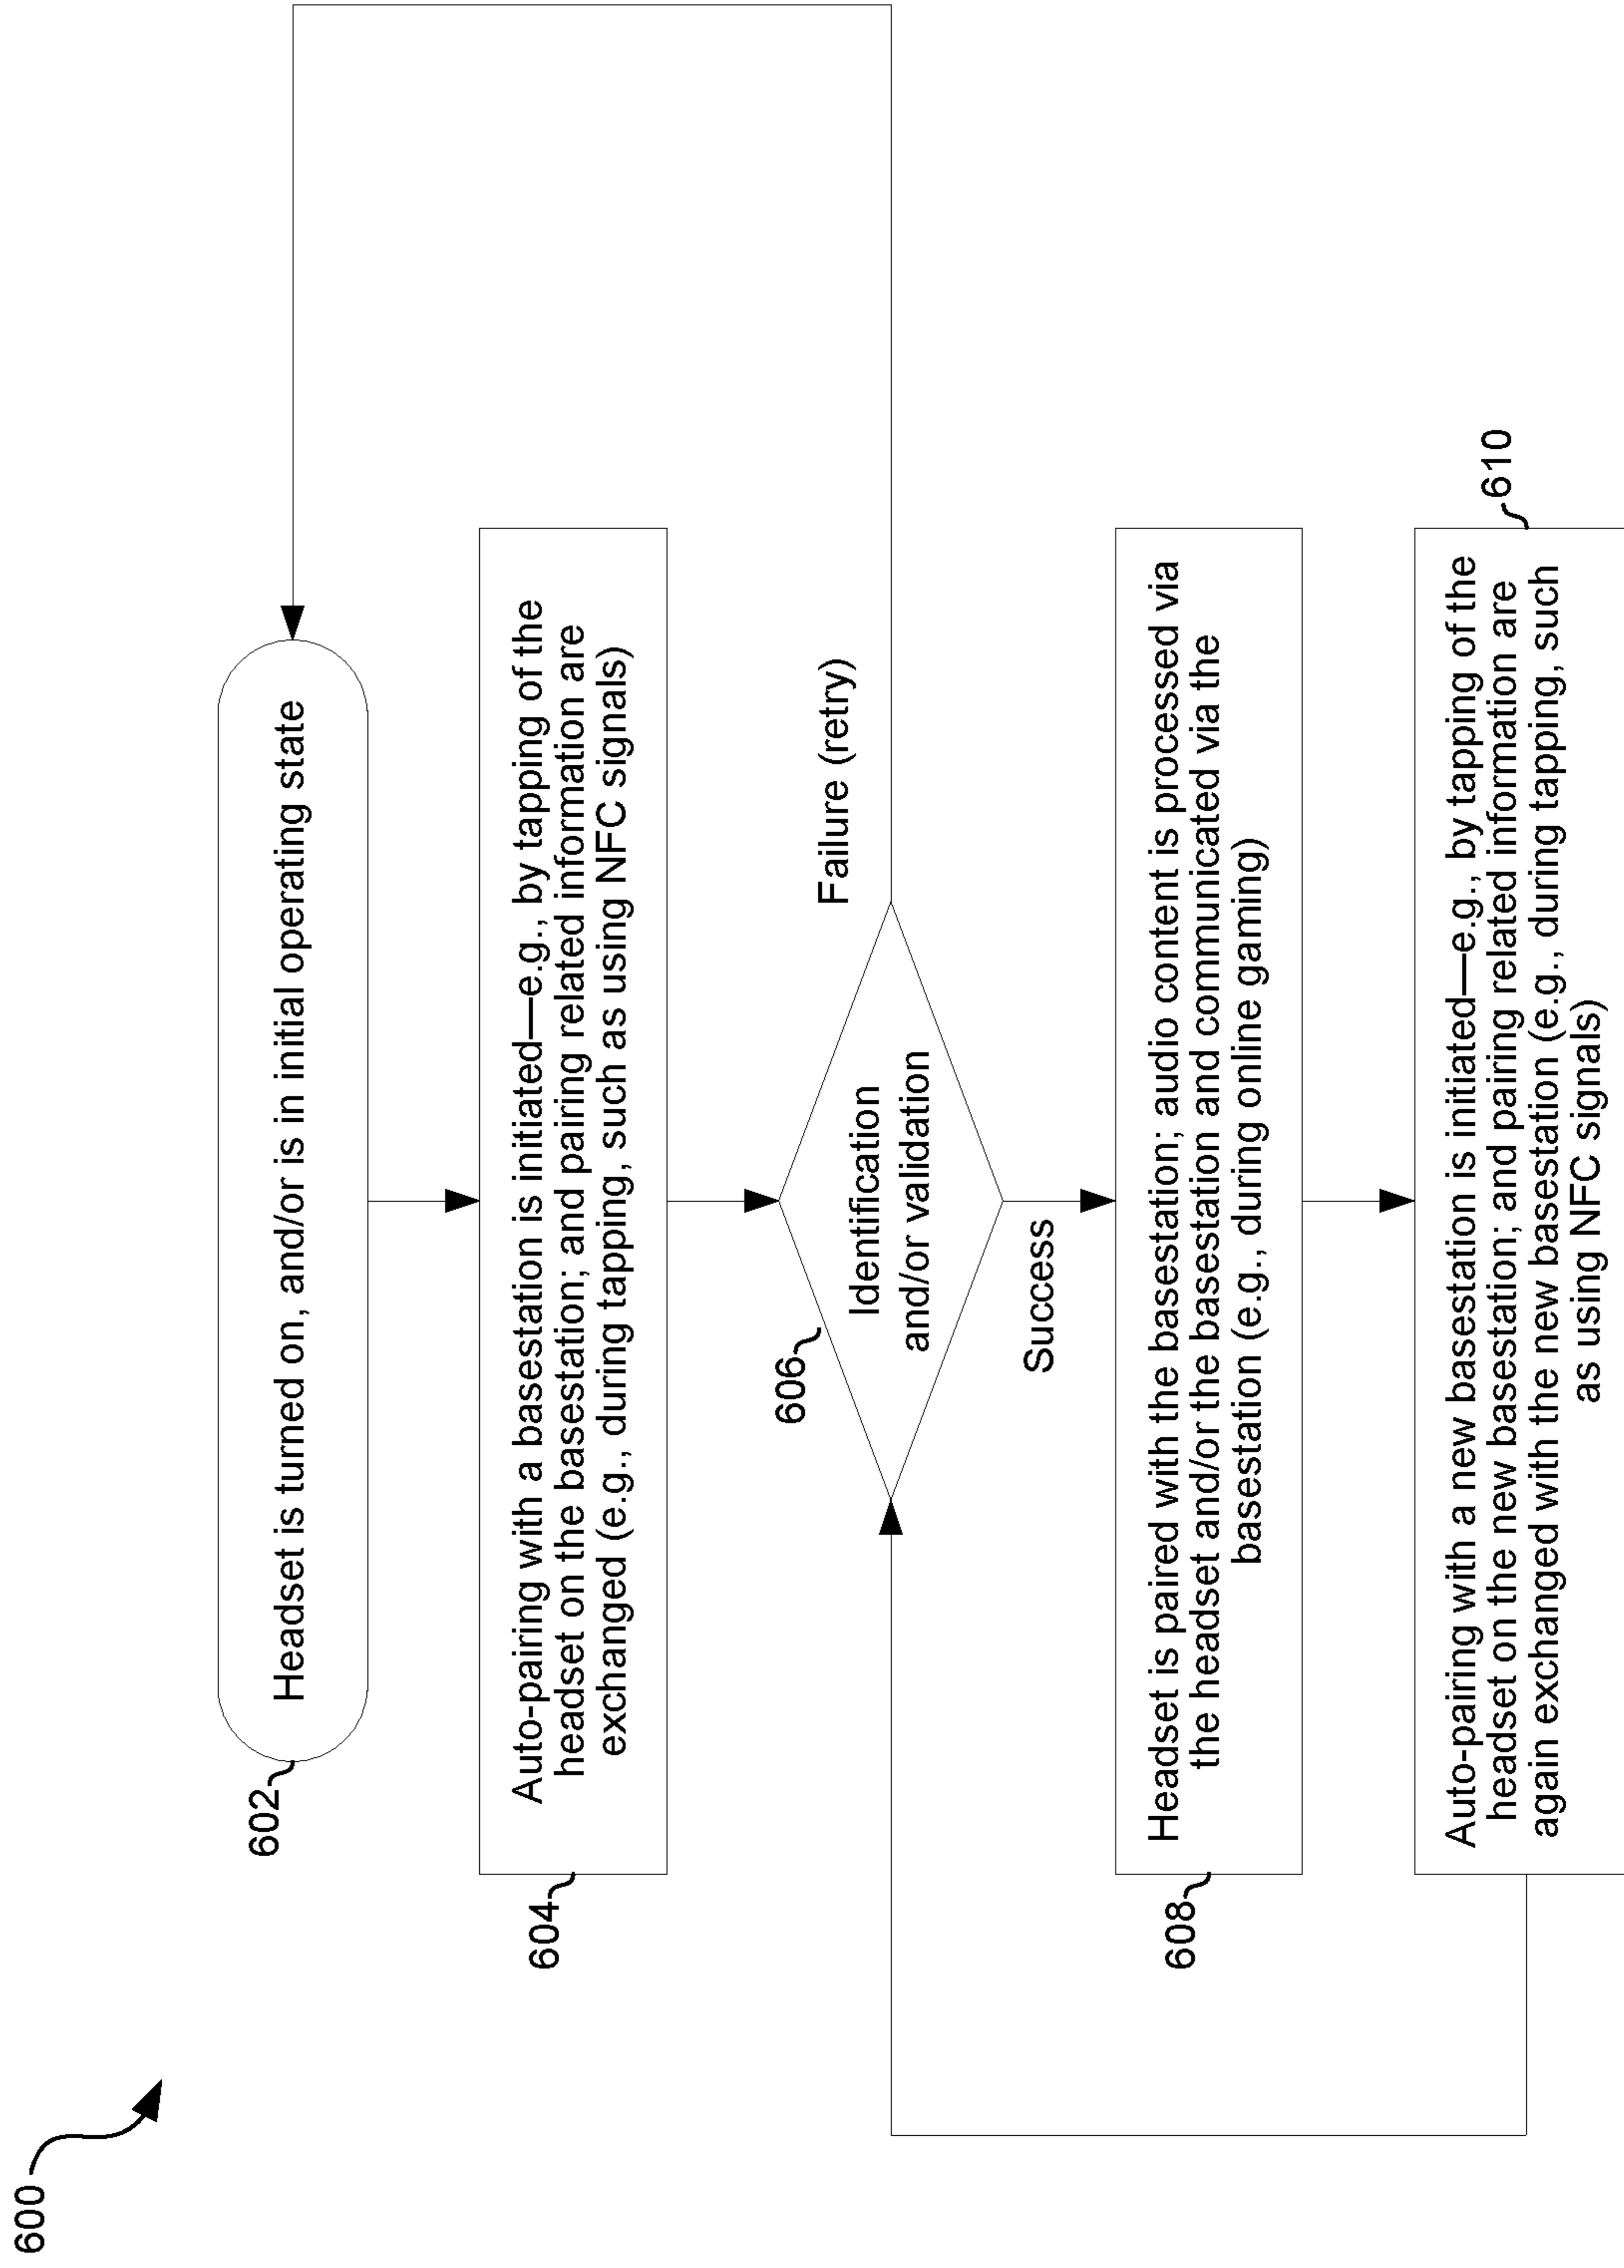 600
602
Headset is turned on, and/or is in initial operating state
604
Auto-pairing with a basestation is initiated—e.g., by tapping of the
headset on the basestation; and pairing related information are
exchanged (e.g., during tapping, such as using NFC signals)
606
Identification
and/or validation
Failure (retry)
Success
608
Headset is paired with the basestation; audio content is processed via
the headset and/or the basestation and communicated via the
basestation (e.g., during online gaming)
610
Auto-pairing with a new basestation is initiated—e.g., by tapping of the
headset on the new basestation; and pairing related information are
again exchanged with the new basestation (e.g., during tapping, such
as using NFC signals)